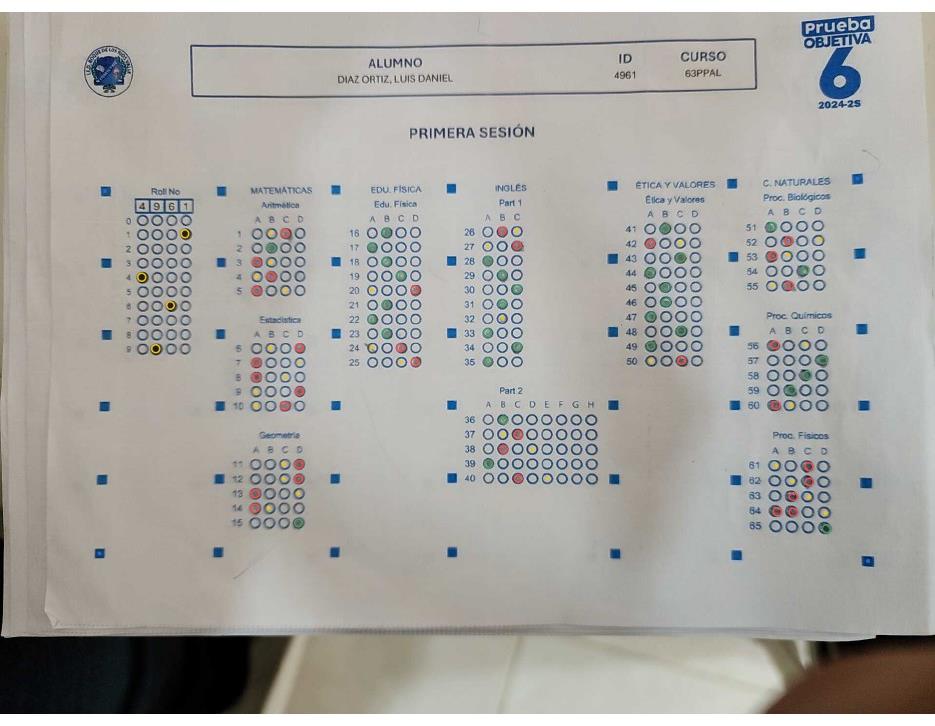 Prueba
OBJETIVA
6
2024-2S
ALUMNO ID CURSO
DIAZ ORTIZ, LUIS DANIEL 4961 63PPAL
PRIMERA SESIÓN
Roll No
4 9 6 1
0
1
2
3
4
5
6
7
8
9
MATEMÁTICAS
Aritmética
A B C D
1
2
3
4
5
Estadística
A B C D
6
7
8
9
10
Geometría
A B C D
11
12
13
14
15
EDU. FÍSICA
Edu. Física
A B C D
16
17
18
19
20
21
22
23
24
25
INGLÉS
Part 1
A B C
26
27
28
29
30
31
32
33
34
35
Part 2
A B C D E F G H
36
37
38
39
40
ÉTICA Y VALORES
Ética y Valores
A B C D
41
42
43
44
45
46
47
48
49
50
C. NATURALES
Proc. Biológicos
A B C D
51
52
53
54
55
Proc. Químicos
A B C D
56
57
58
59
60
Proc. Físicos
A B C D
61
62
63
64
65